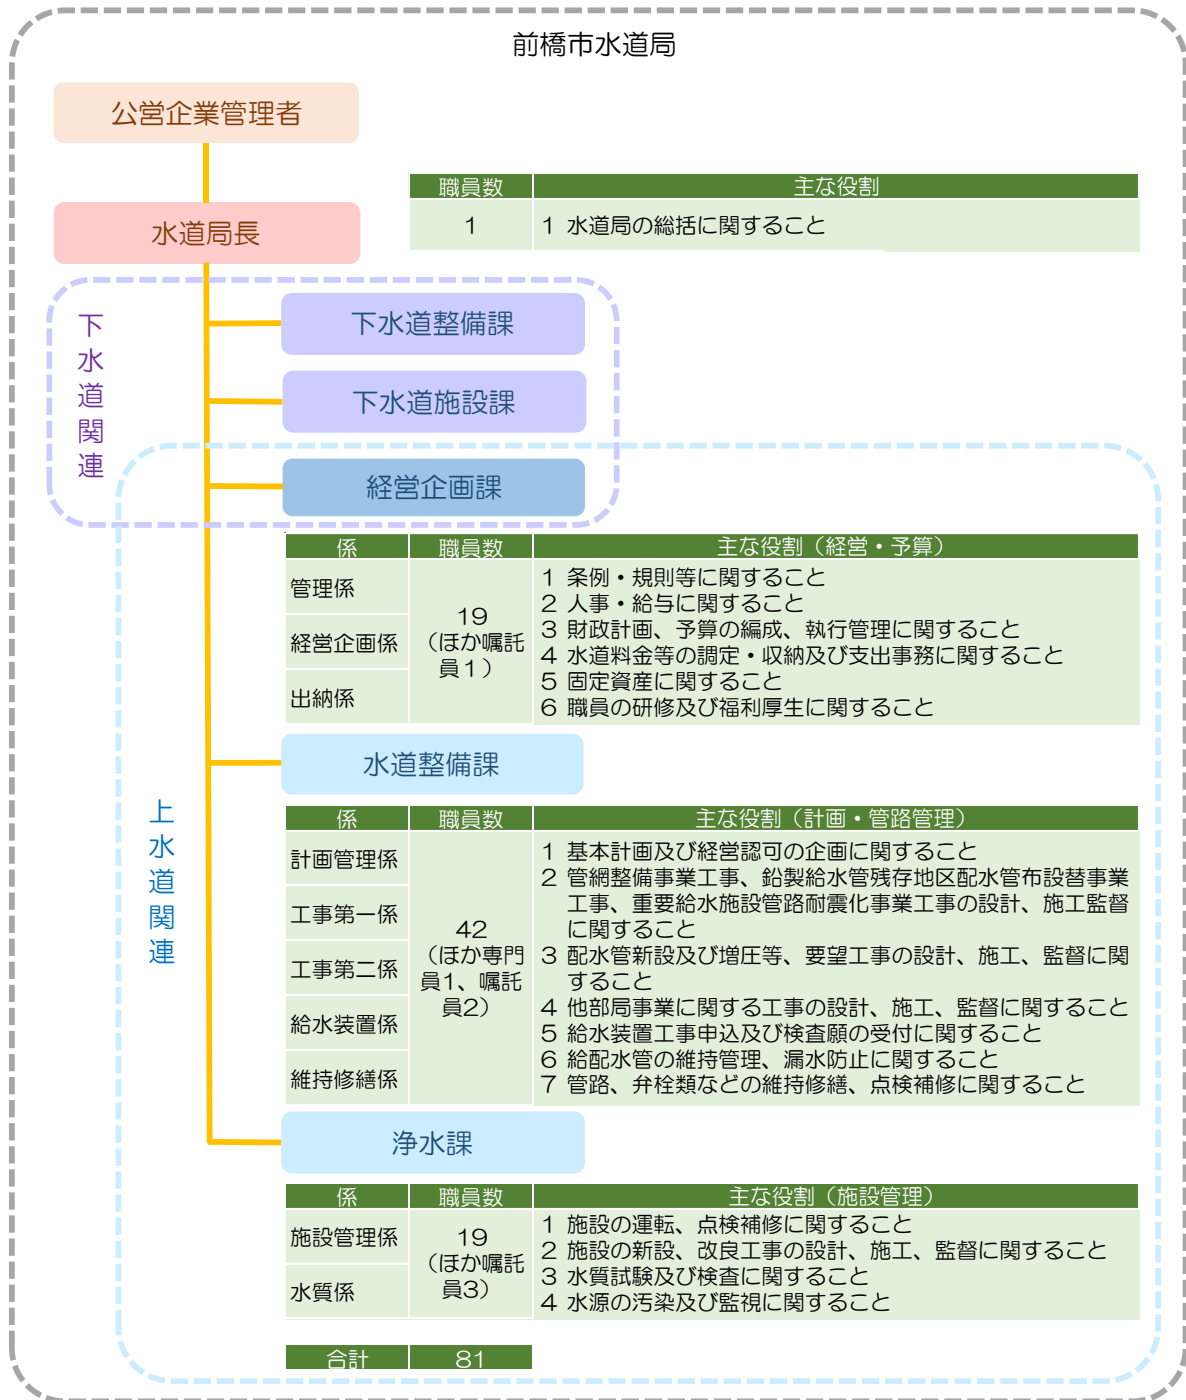 前橋市水道局
公営企業管理者
職員数 主な役割
水道局長
1 1 水道局の総括に関すること
下水道関連
下水道整備課
下水道施設課
経営企画課
係 職員数 主な役割（経営・予算）
管理係
経営企画係
出納係
19
（ほか嘱託
員１）
1 条例・規則等に関すること
2 人事・給与に関すること
3 財政計画、予算の編成、執行管理に関すること
4 水道料金等の調定・収納及び支出事務に関すること
5 固定資産に関すること
6 職員の研修及び福利厚生に関すること
上水道関連
水道整備課
係 職員数 主な役割（計画・管路管理）
計画管理係
工事第一係
工事第二係
給水装置係
維持修繕係
42
（ほか専門
員1、嘱託
員2）
1 基本計画及び経営認可の企画に関すること
2 管網整備事業工事、鉛製給水管残存地区配水管布設替事業
工事、重要給水施設管路耐震化事業工事の設計、施工監督
に関すること
3 配水管新設及び増圧等、要望工事の設計、施工、監督に関
すること
4 他部局事業に関する工事の設計、施工、監督に関すること
5 給水装置工事申込及び検査願の受付に関すること
6 給配水管の維持管理、漏水防止に関すること
7 管路、弁栓類などの維持修繕、点検補修に関すること
浄水課
係 職員数 主な役割（施設管理）
施設管理係
水質係
19
（ほか嘱託
員3）
1 施設の運転、点検補修に関すること
2 施設の新設、改良工事の設計、施工、監督に関すること
3 水質試験及び検査に関すること
4 水源の汚染及び監視に関すること
合計 81